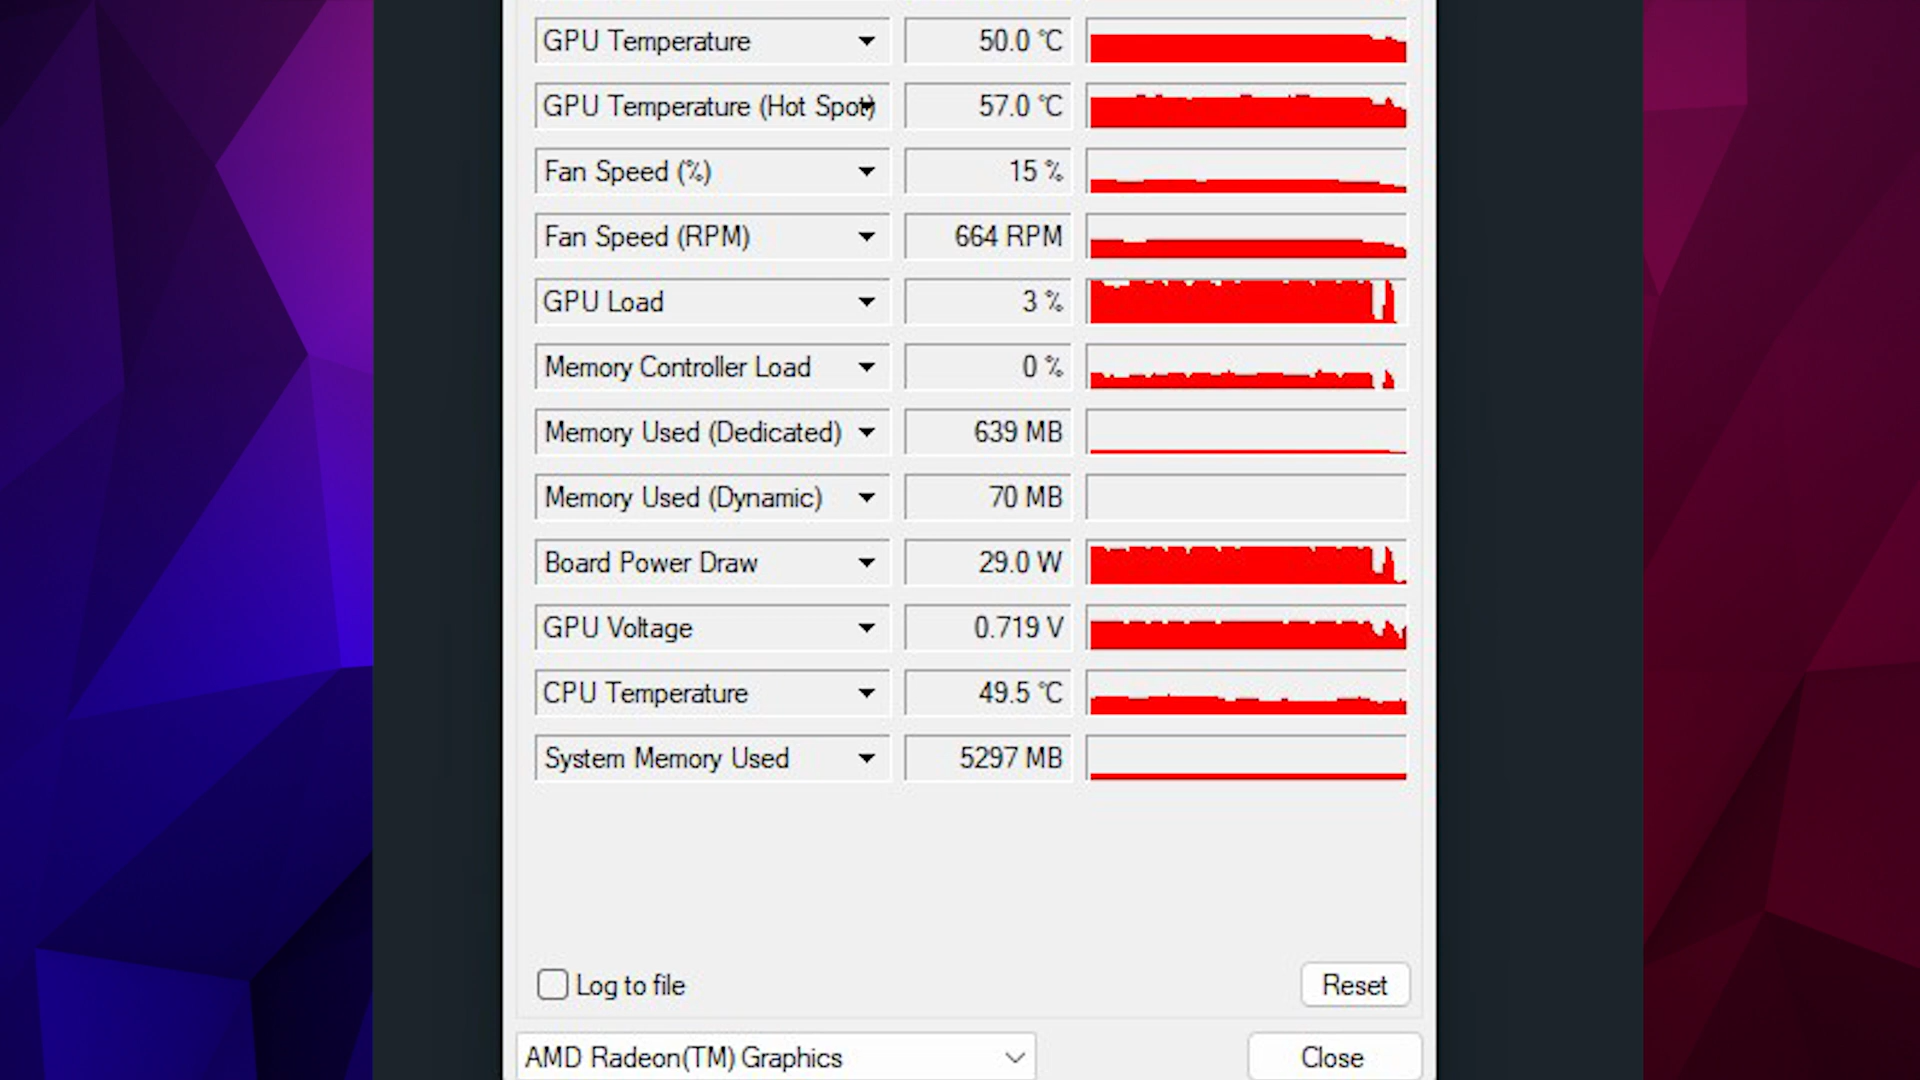 GPU Temperature 50.0 °C
GPU Temperature (Hot Spot) 57.0 °C
Fan Speed (%) 15 %
Fan Speed (RPM) 664 RPM
GPU Load 3 %
Memory Controller Load 0 %
Memory Used (Dedicated) 639 MB
Memory Used (Dynamic) 70 MB
Board Power Draw 29.0 W
GPU Voltage 0.719 V
CPU Temperature 49.5 °C
System Memory Used 5297 MB
Log to file Reset
AMD Radeon(TM) Graphics Close